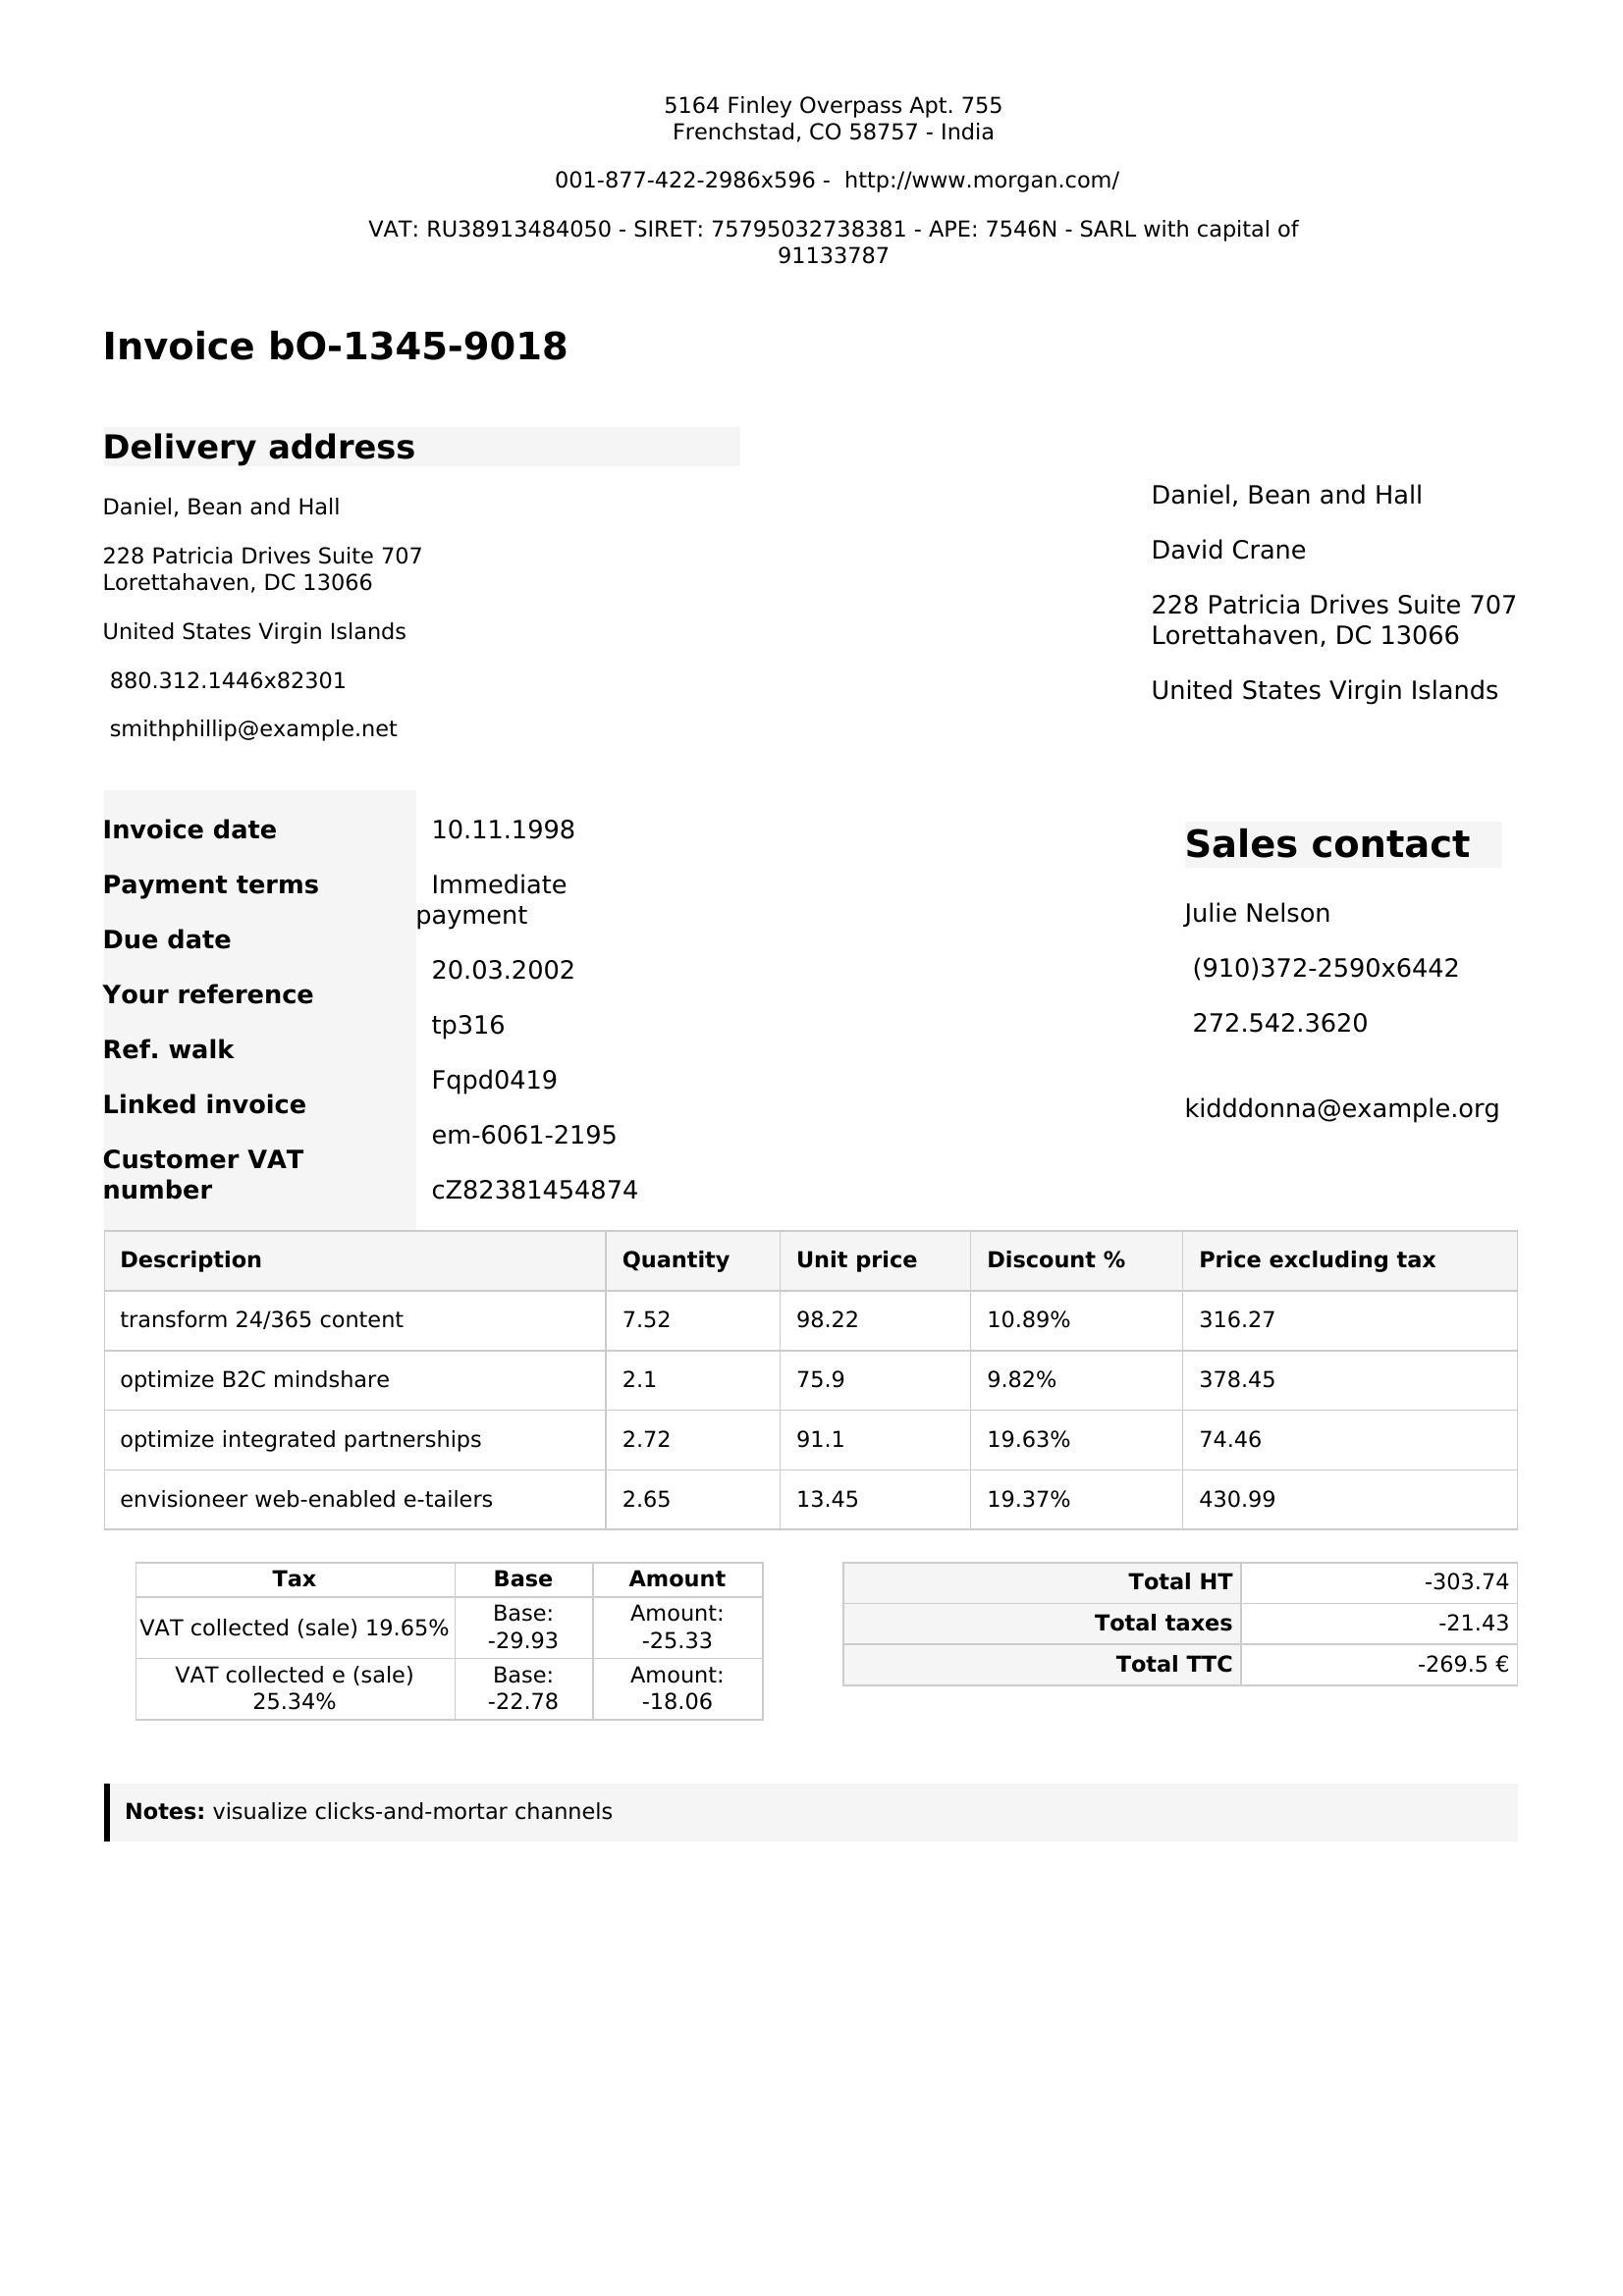 5164 Finley Overpass Apt. 755
Frenchstad, CO 58757 - India
001-877-422-2986x596 - http://www.morgan.com/
VAT: RU38913484050 - SIRET: 75795032738381 - APE: 7546N - SARL with capital of
91133787
Invoice bO-1345-9018
Delivery address
Daniel, Bean and Hall
228 Patricia Drives Suite 707
Lorettahaven, DC 13066
United States Virgin Islands
880.312.1446x82301
smithphillip@example.net
Daniel, Bean and Hall
David Crane
228 Patricia Drives Suite 707
Lorettahaven, DC 13066
United States Virgin Islands
Invoice date
Payment terms
Due date
Your reference
Ref. walk
Linked invoice
Customer VAT
number
10.11.1998
Immediate
payment
20.03.2002
tp316
Fqpd0419
em-6061-2195
cZ82381454874
Sales contact
Julie Nelson
(910)372-2590x6442
272.542.3620
kidddonna@example.org
Description Quantity Unit price Discount % Price excluding tax
transform 24/365 content 7.52 98.22 10.89% 316.27
optimize B2C mindshare 2.1 75.9 9.82% 378.45
optimize integrated partnerships 2.72 91.1 19.63% 74.46
envisioneer web-enabled e-tailers 2.65 13.45 19.37% 430.99
Tax Base Amount
VAT collected (sale) 19.65% Base: -29.93 Amount: -25.33
VAT collected e (sale) 25.34% Base: -22.78 Amount: -18.06
Total HT -303.74
Total taxes -21.43
Total TTC -269.5 €
Notes: visualize clicks-and-mortar channels